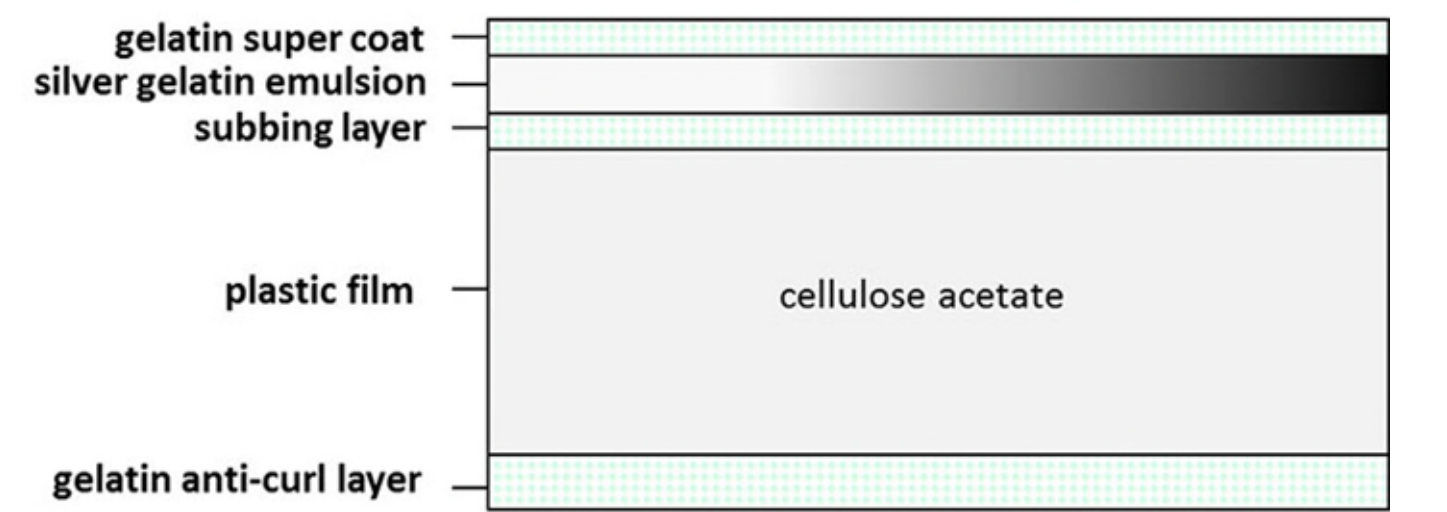 gelatin super coat
silver gelatin emulsion
subbing layer
plastic film
cellulose acetate
gelatin anti-curl layer